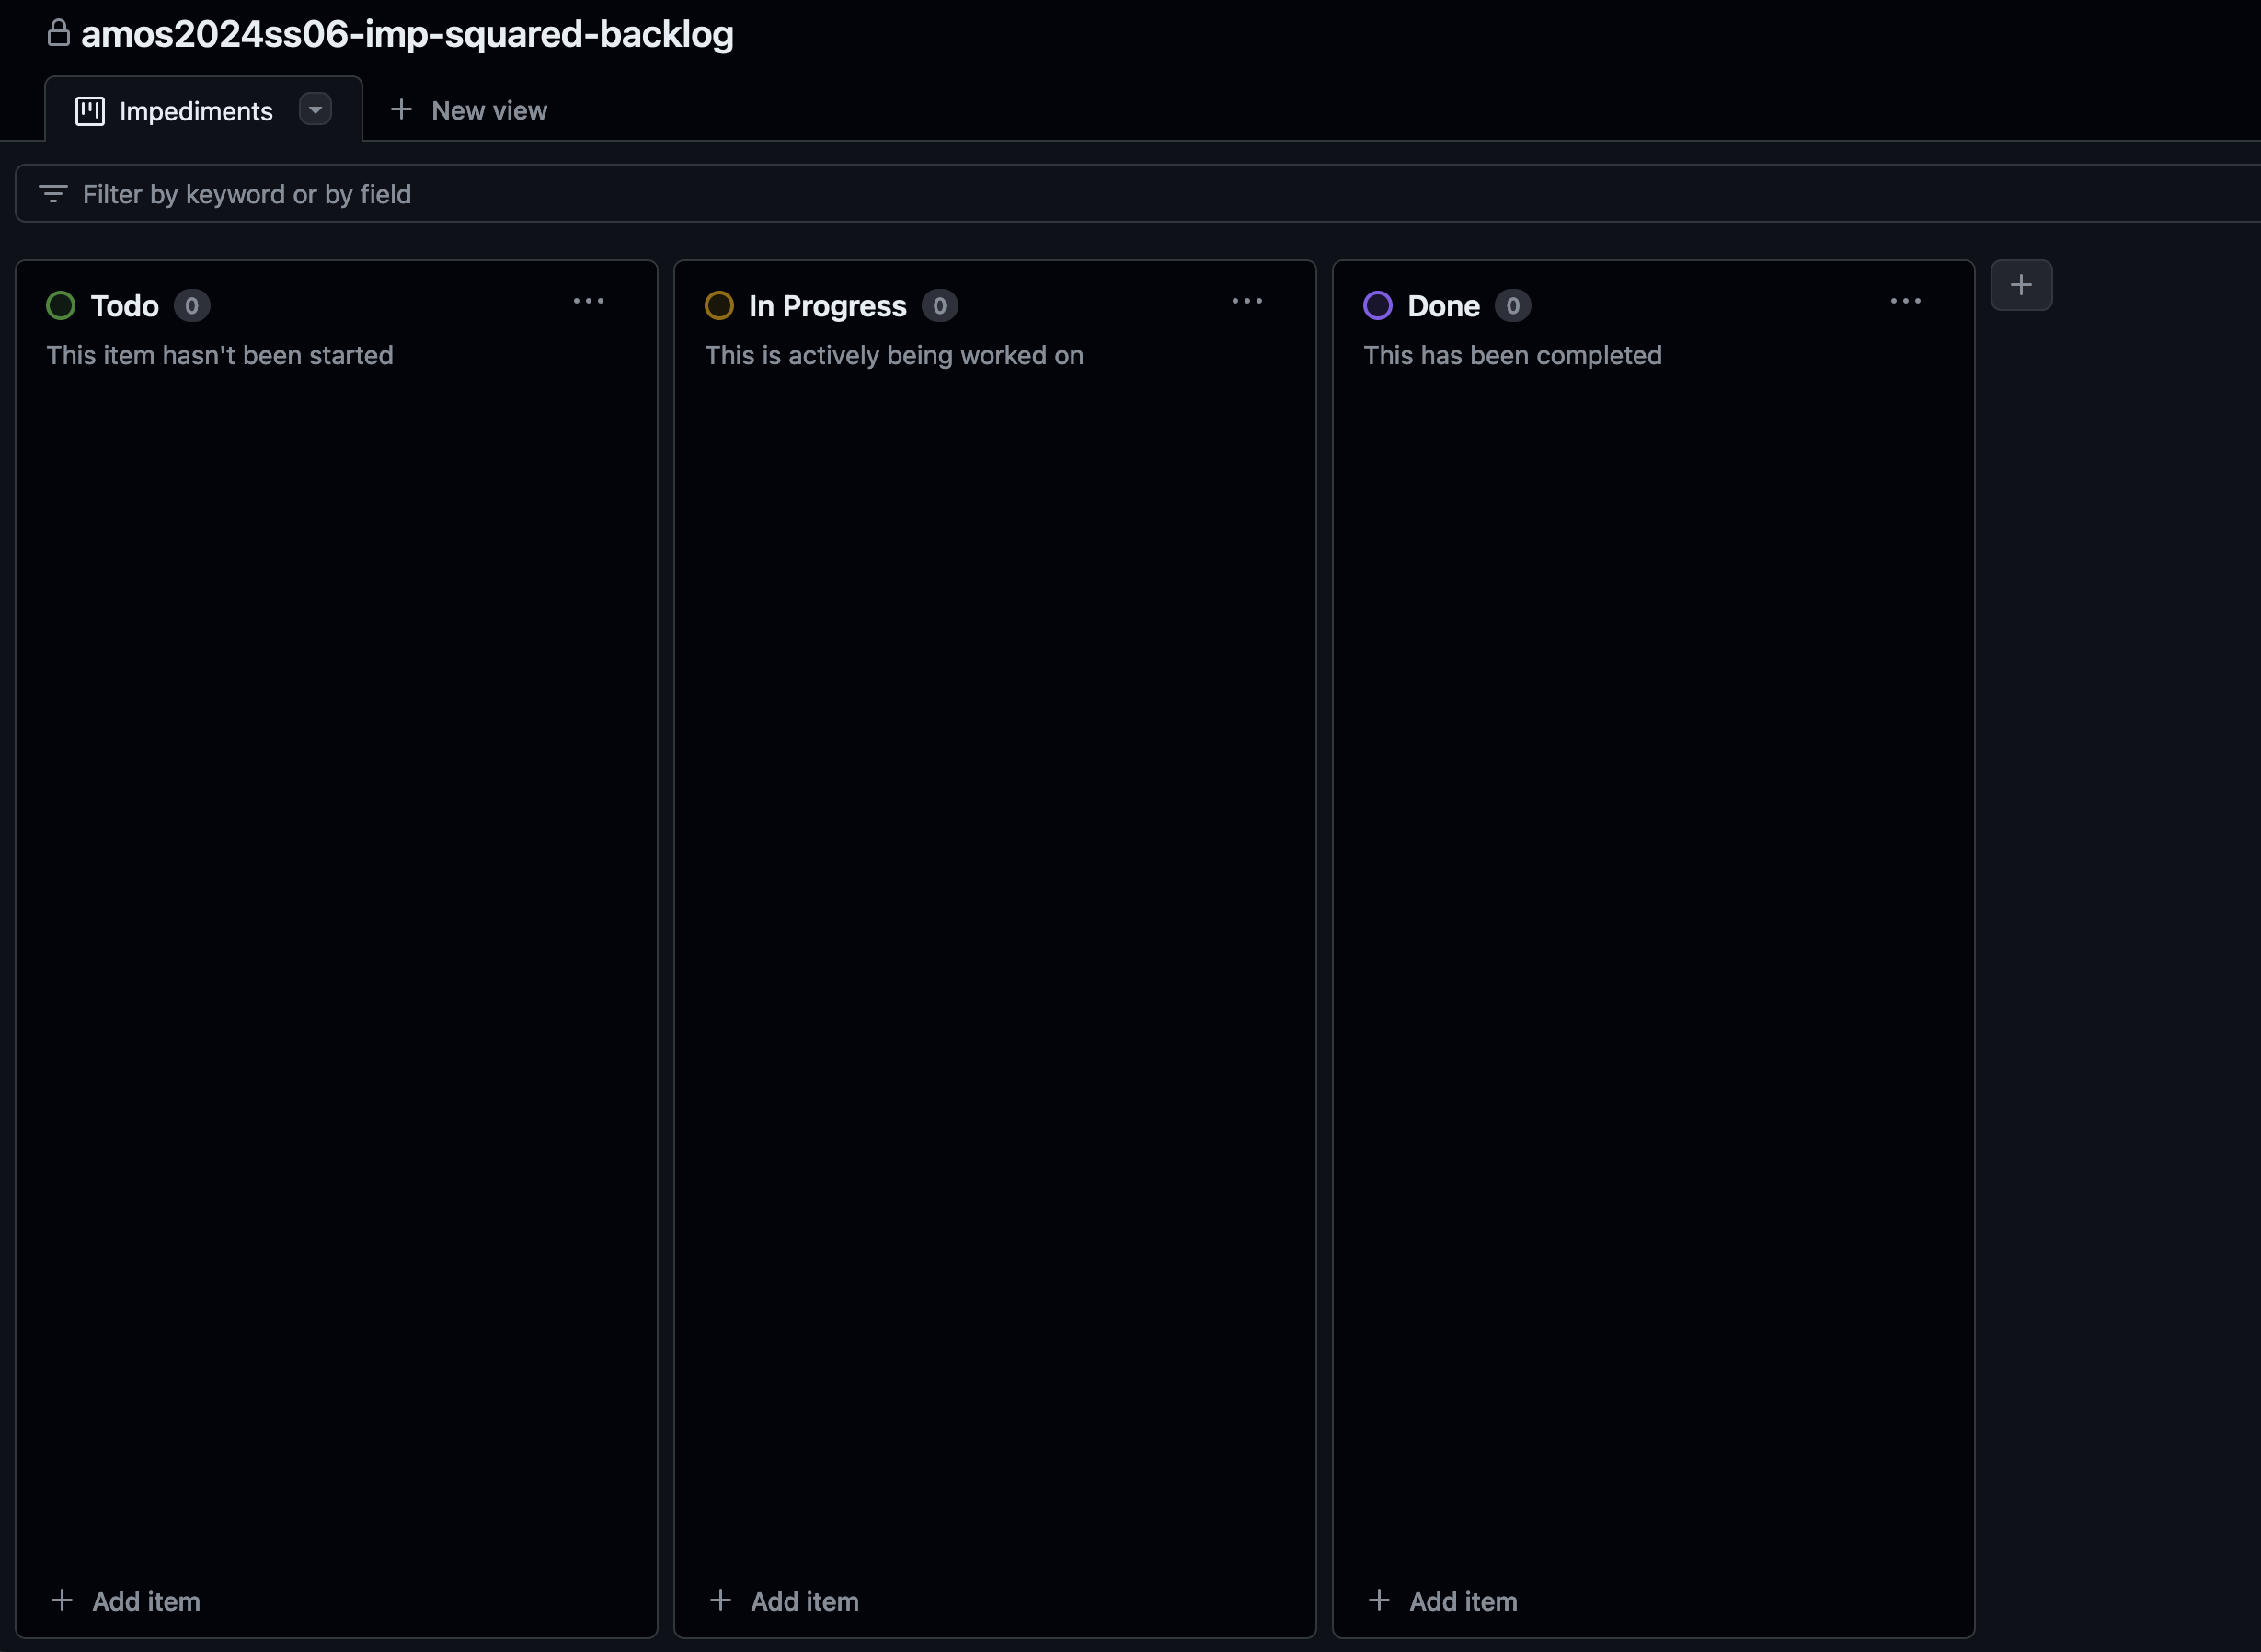 amos2024ss06-imp-squared-backlog
Impediments
New view
Filter by keyword or by field
Todo 0
This item hasn't been started
In Progress 0
This is actively being worked on
Done 0
This has been completed
Add item
Add item
Add item